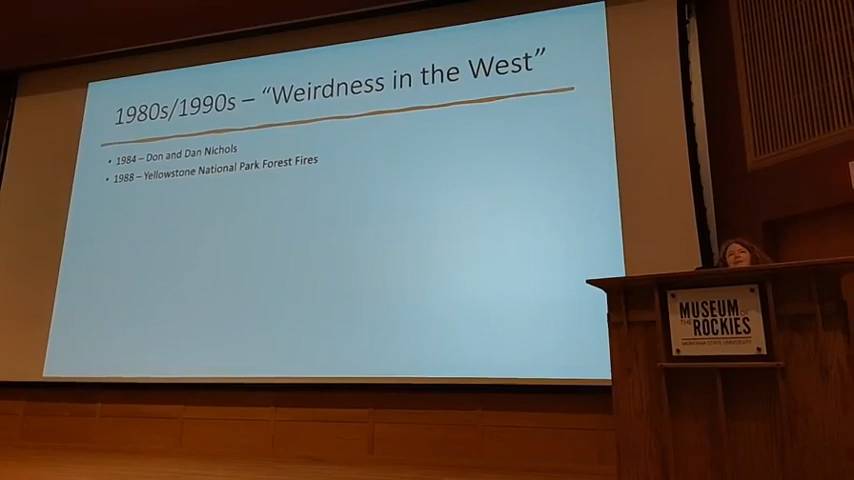 1980s/1990s – “Weirdness in the West”
• 1984 – Don and Dan Nichols
• 1988 – Yellowstone National Park Forest Fires
MUSEUM OF
THE ROCKIES
MONTANA STATE UNIVERSITY